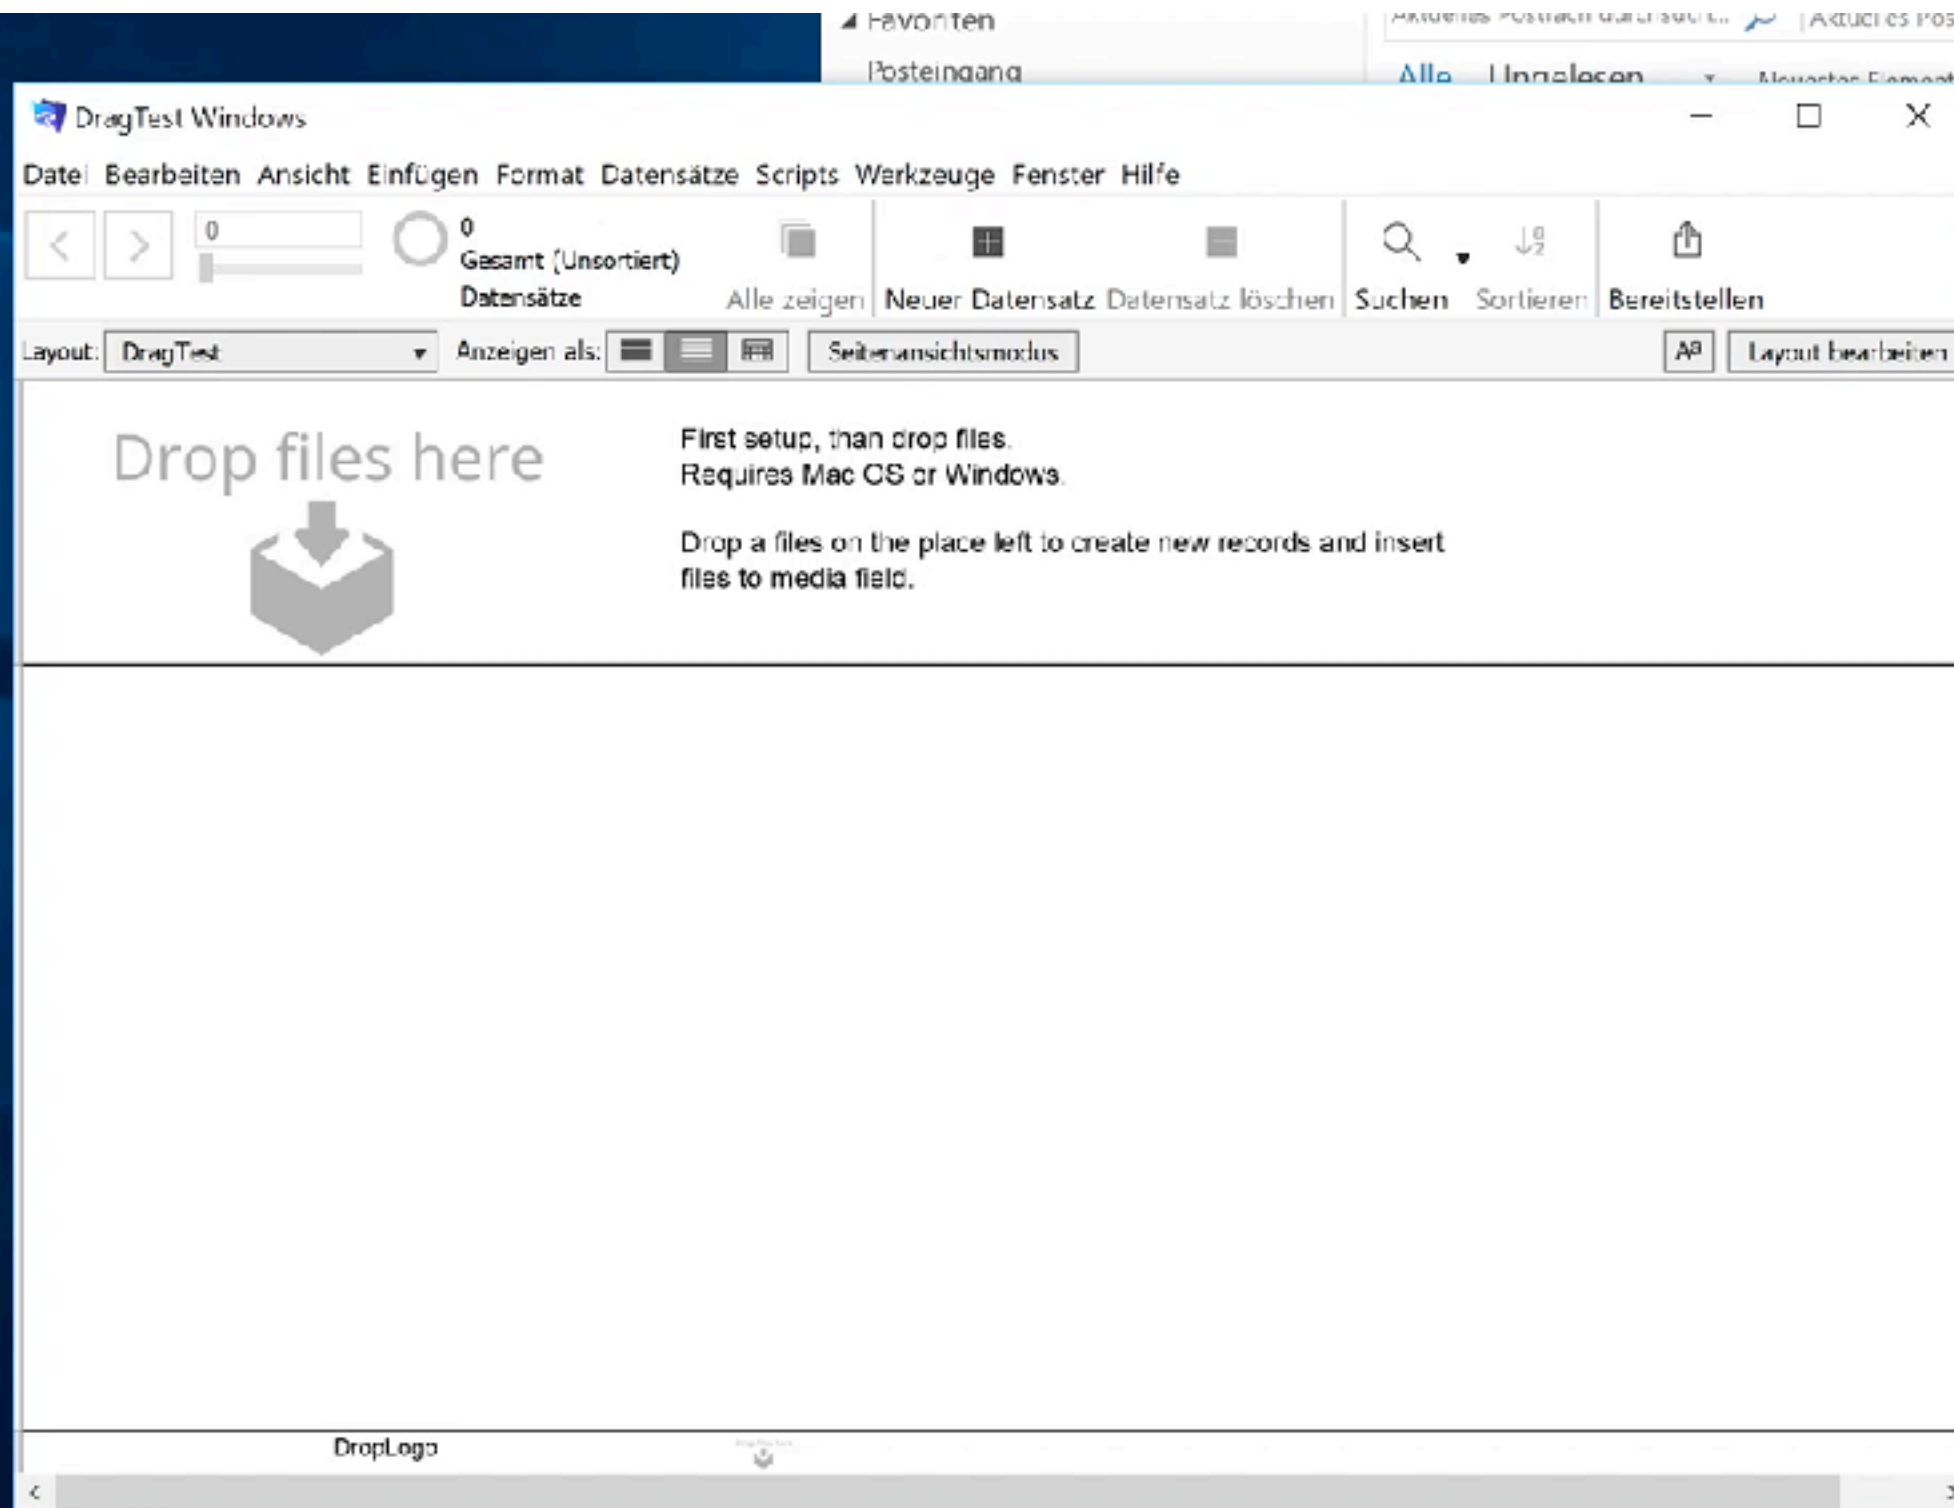 Favoriten
Posteingang
Alle Ungelesen
DragTest Windows
Datei Bearbeiten Ansicht Einfügen Format Datensätze Scripts Werkzeuge Fenster Hilfe
0
0
Gesamt (Unsortiert)
Datensätze
Alle zeigen Neuer Datensatz Datensatz löschen Suchen Sortieren Bereitstellen
Layout: DragTest Anzeigen als: Seitenansichtsmodus Aa Layout bearbeiten
Drop files here
First setup, than drop files.
Requires Mac OS or Windows.
Drop a files on the place left to create new records and insert
files to media field.
DropLogo